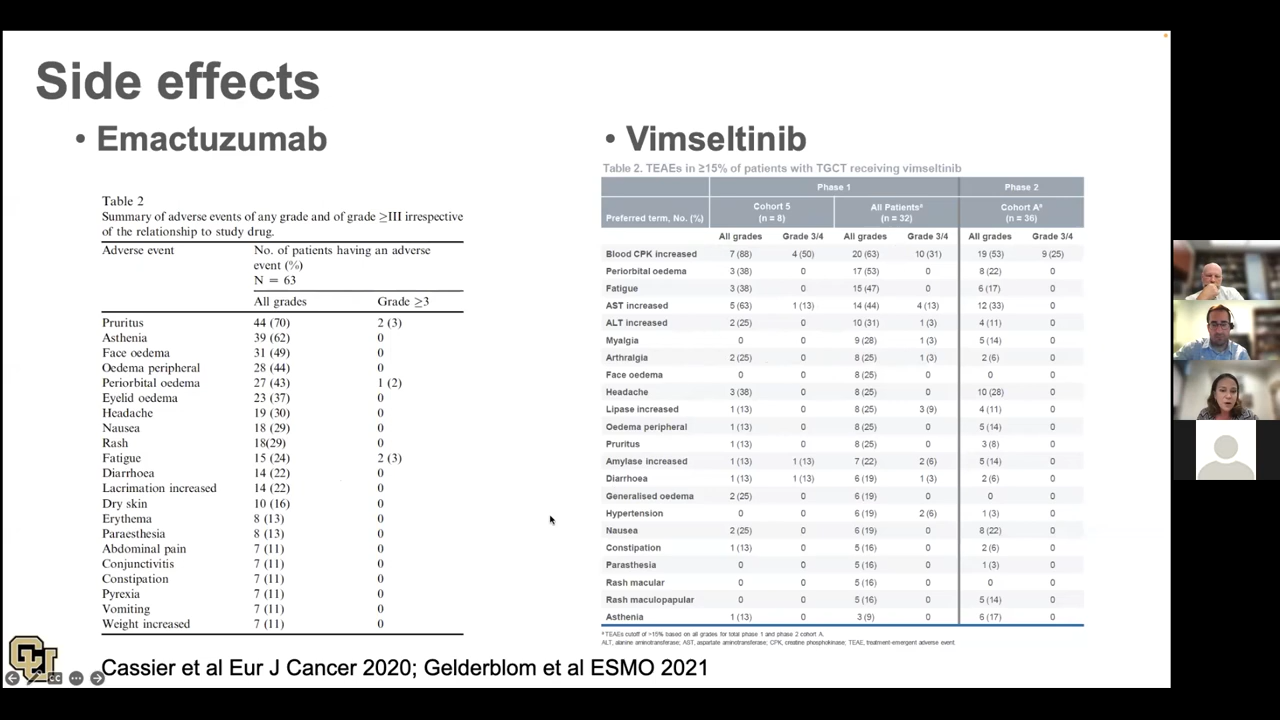 Side effects
• Emactuzumab
Table 2
Summary of adverse events of any grade and of grade ≥III irrespective
of the relationship to study drug.
Adverse event No. of patients having an adverse
event (%)
N = 63
All grades Grade ≥3
Pruritus 44 (70) 2 (3)
Asthenia 39 (62) 0
Face oedema 31 (49) 0
Oedema peripheral 28 (44) 0
Periorbital oedema 27 (43) 1 (2)
Eyelid oedema 23 (37) 0
Headache 19 (30) 0
Nausea 18 (29) 0
Rash 18(29) 0
Fatigue 15 (24) 2 (3)
Diarrhoea 14 (22) 0
Lacrimation increased 14 (22) 0
Dry skin 10 (16) 0
Erythema 8 (13) 0
Paraesthesia 8 (13) 0
Abdominal pain 7 (11) 0
Conjunctivitis 7 (11) 0
Constipation 7 (11) 0
Pyrexia 7 (11) 0
Vomiting 7 (11) 0
Weight increased 7 (11) 0
• Vimseltinib
Table 2. TEAEs in ≥15% of patients with TGCT receiving vimseltinib
Phase 1 Phase 2
Preferred term, No. (%) Cohort 5 (n = 8) All Patientsª (n = 32) Cohort Aª (n = 36)
All grades Grade 3/4 All grades Grade 3/4 All grades Grade 3/4
Blood CPK increased 7 (88) 4 (50) 20 (63) 10 (31) 19 (53) 9 (25)
Periorbital oedema 3 (38) 0 17 (53) 0 8 (22) 0
Fatigue 3 (38) 0 15 (47) 0 6 (17) 0
AST increased 5 (63) 1 (13) 14 (44) 4 (13) 12 (33) 0
ALT increased 2 (25) 0 10 (31) 1 (3) 4 (11) 0
Myalgia 0 0 9 (28) 1 (3) 5 (14) 0
Arthralgia 2 (25) 0 8 (25) 1 (3) 2 (6) 0
Face oedema 0 0 8 (25) 0 0 0
Headache 3 (38) 0 8 (25) 0 10 (28) 0
Lipase increased 1 (13) 0 8 (25) 3 (9) 4 (11) 0
Oedema peripheral 1 (13) 0 8 (25) 0 5 (14) 0
Pruritus 1 (13) 0 8 (25) 0 3 (8) 0
Amylase increased 1 (13) 1 (13) 7 (22) 2 (6) 5 (14) 0
Diarrhoea 1 (13) 1 (13) 6 (19) 1 (3) 2 (6) 0
Generalised oedema 2 (25) 0 6 (19) 0 0 0
Hypertension 0 0 6 (19) 2 (6) 1 (3) 0
Nausea 2 (25) 0 6 (19) 0 8 (22) 0
Constipation 1 (13) 0 5 (16) 0 2 (6) 0
Parasthesia 0 0 5 (16) 0 1 (3) 0
Rash macular 0 0 5 (16) 0 0 0
Rash maculopapular 0 0 5 (16) 0 5 (14) 0
Asthenia 1 (13) 0 3 (9) 0 6 (17) 0
ª TEAEs cutoff of >15% based on all grades for total phase 1 and phase 2 cohort A.
ALT, alanine aminotransferase; AST, aspartate aminotransferase; CPK, creatine phosphokinase; TEAE, treatment-emergent adverse event.
CU
Cassier et al Eur J Cancer 2020; Gelderblom et al ESMO 2021